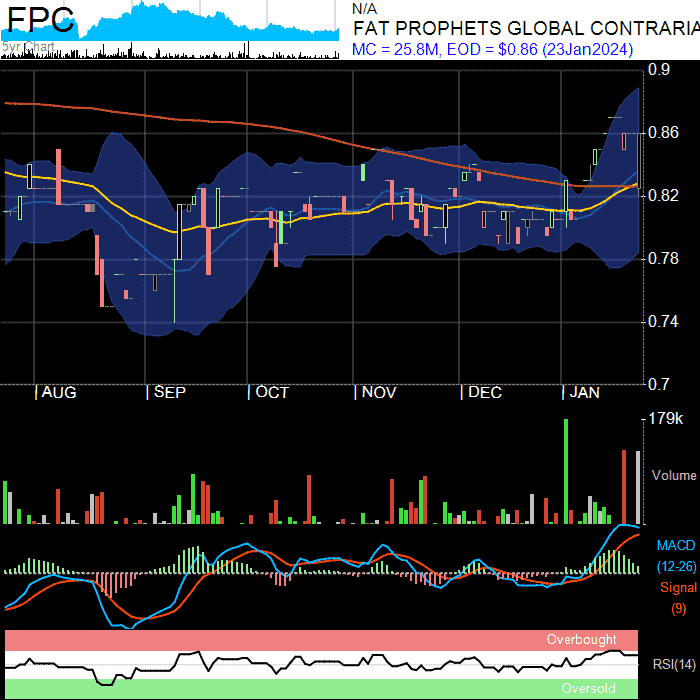 FPC
5yr Chart
N/A
FAT PROPHETS GLOBAL CONTRARIA
MC = 25.8M, EOD = $0.86 (23Jan2024)
0.9
0.86
0.82
0.78
0.74
0.7
AUG
SEP
OCT
NOV
DEC
JAN
179k
Volume
MACD
(12-26)
Signal
(9)
Overbought
RSI(14)
Oversold